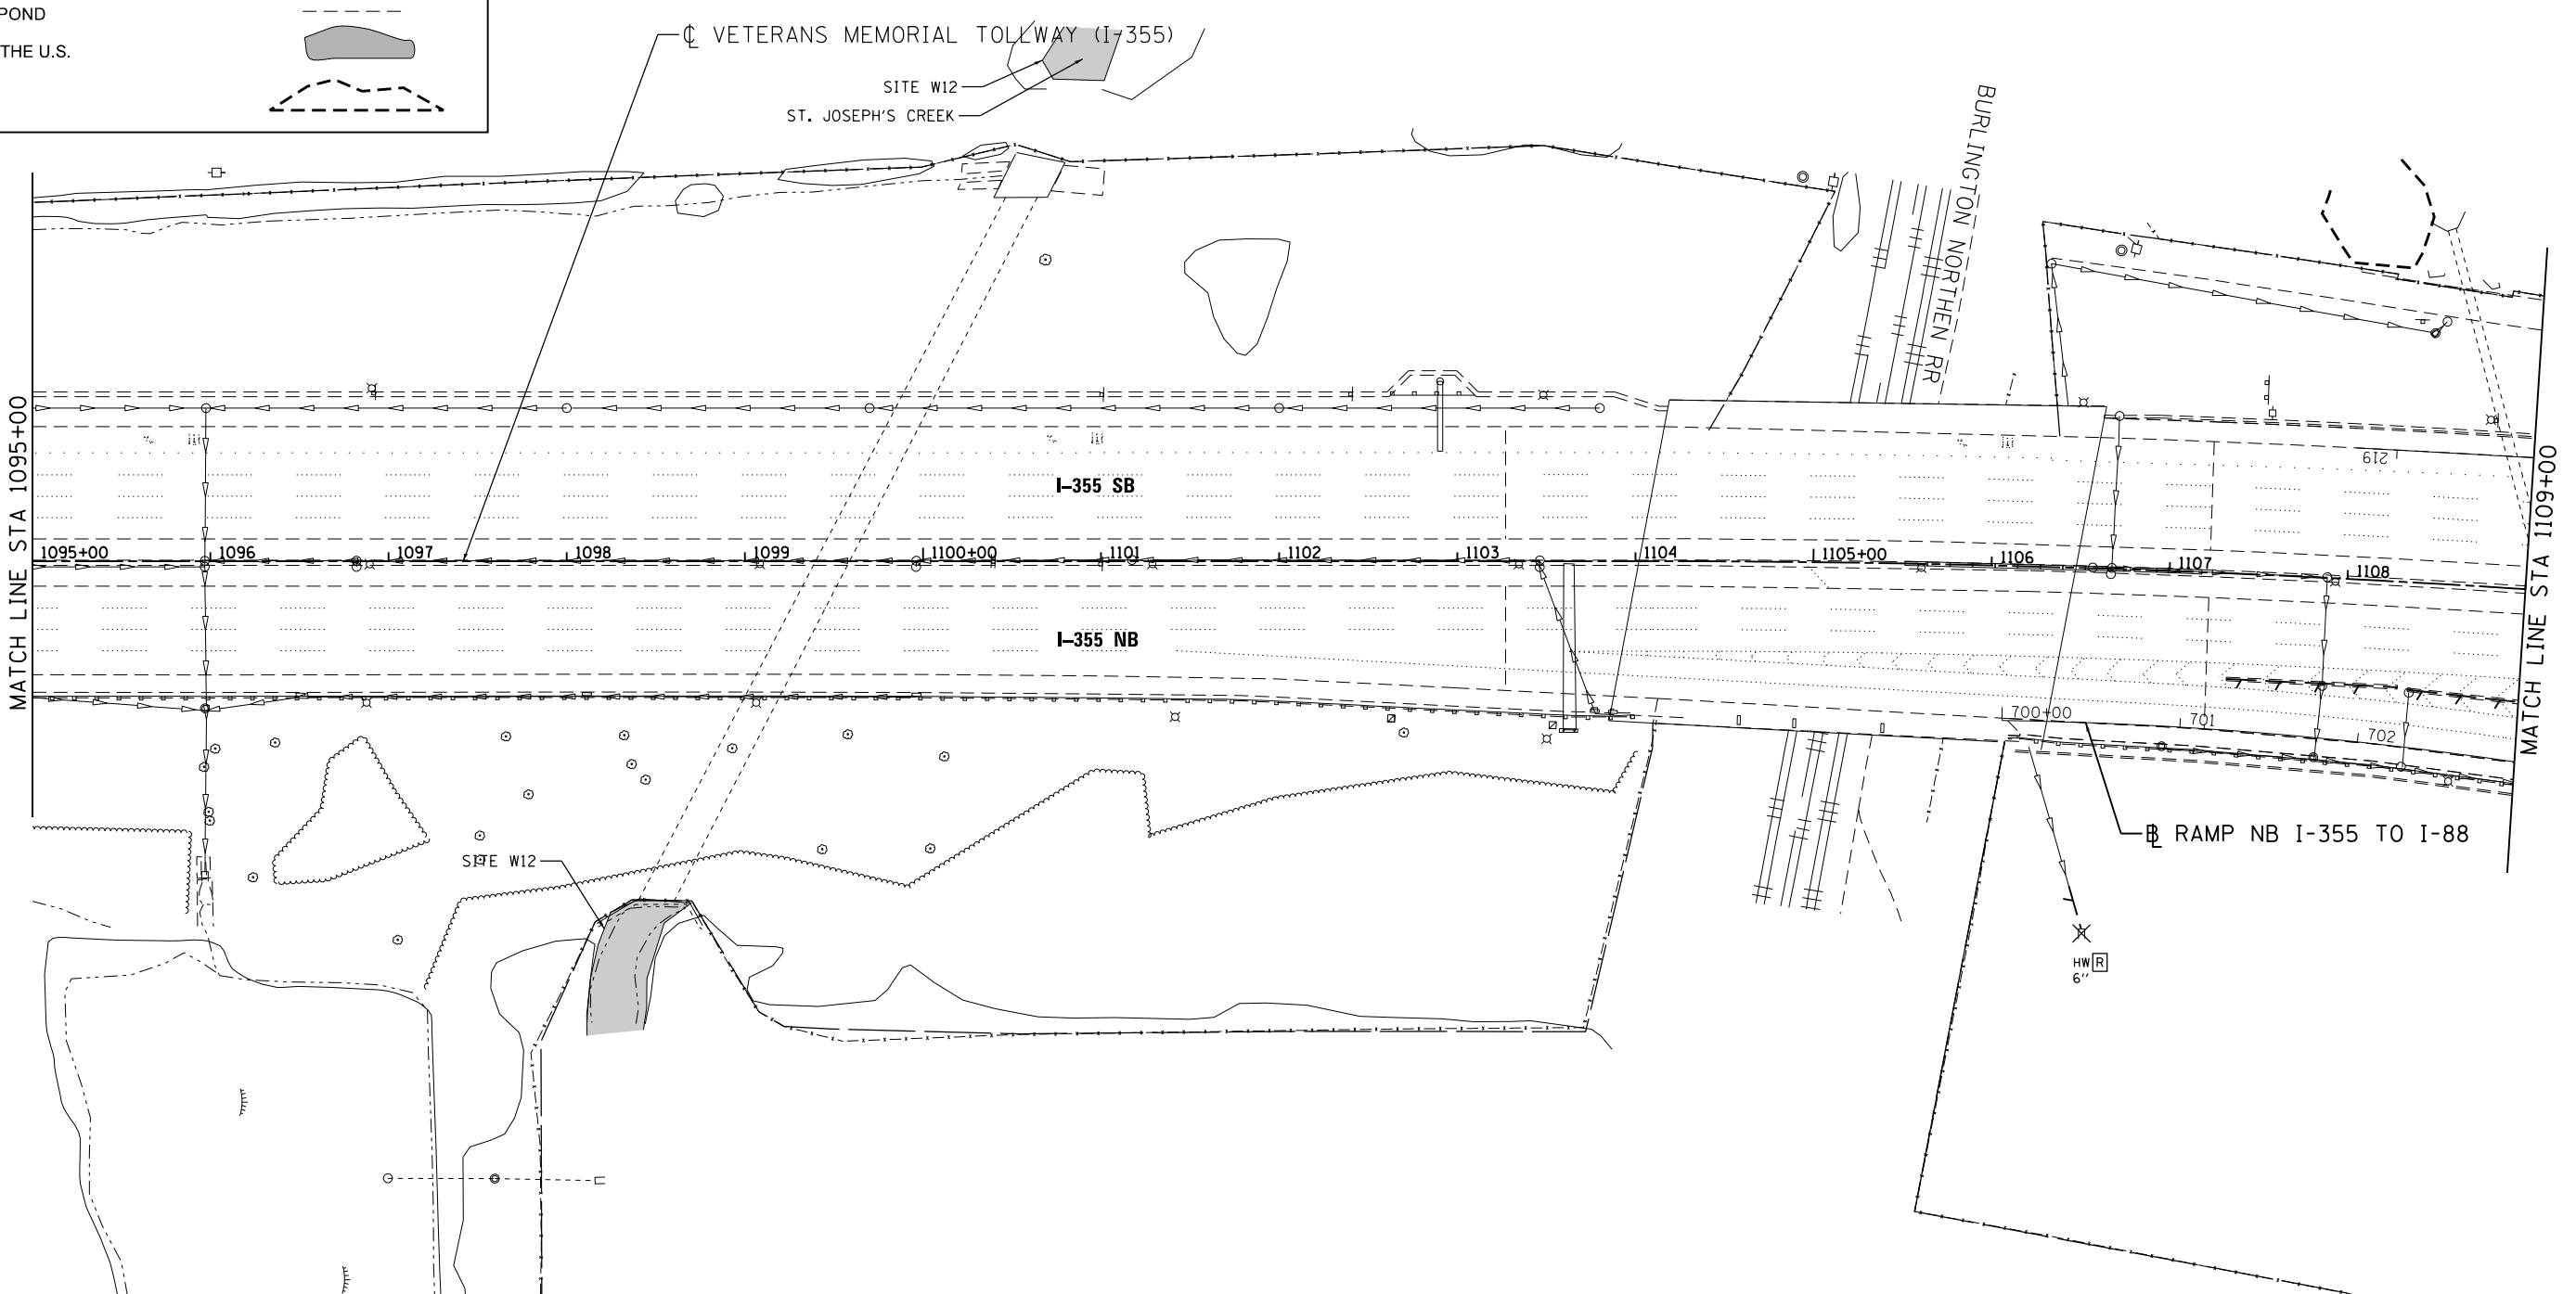 POND
THE U.S.
℄ VETERANS MEMORIAL TOLLWAY (I-355)
SITE W12
ST. JOSEPH'S CREEK
BURLINGTON NORTHEN RR
MATCH LINE STA 1095+00
I-355 SB
219
1095+00 1096 1097 1098 1099 1100+00 1101 1102 1103 1104 1105+00 1106 1107 1108
I-355 NB
MATCH LINE STA 1109+00
700+00 701 702
SITE W12
BL RAMP NB I-355 TO I-88
HW R
6''